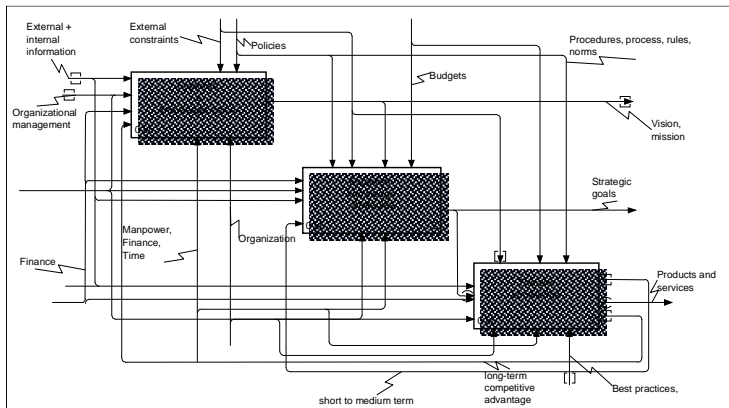 External +
internal
information
External
constraints
Policies
Procedures, process, rules,
norms
Budgets
Organizational
management
Vision,
mission
Strategic
goals
Manpower,
Finance,
Time
Organization
Finance
Products and
services
long-term
competitive
advantage
Best practices,
short to medium term